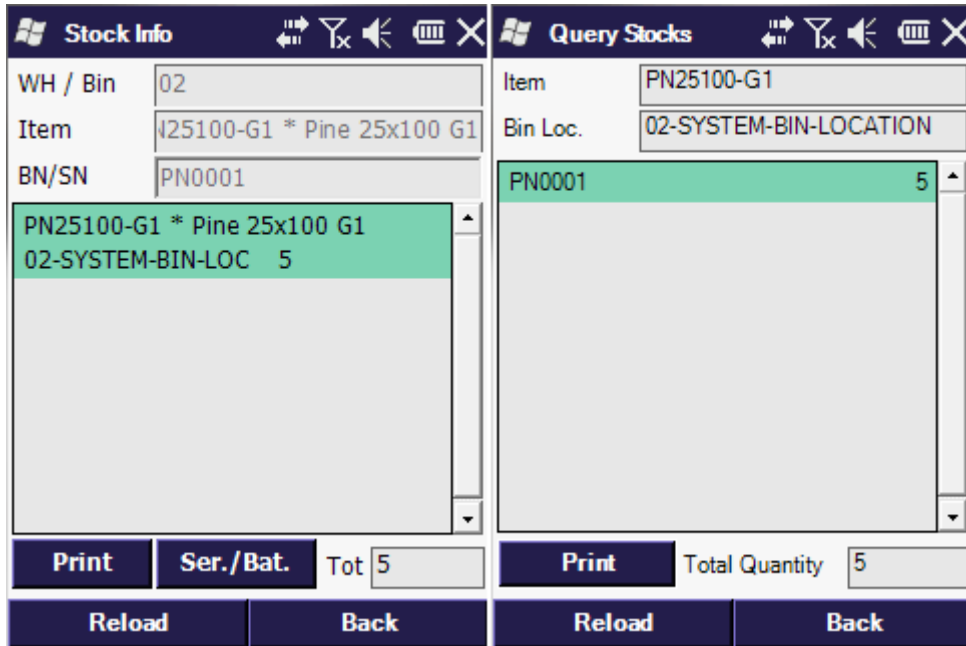 Stock Info
WH / Bin 02
Item N25100-G1 * Pine 25x100 G1
BN/SN PN0001
PN25100-G1 * Pine 25x100 G1
02-SYSTEM-BIN-LOC 5
Print Ser./Bat. Tot 5
Reload Back
Query Stocks
Item PN25100-G1
Bin Loc. 02-SYSTEM-BIN-LOCATION
PN0001 5
Print Total Quantity 5
Reload Back